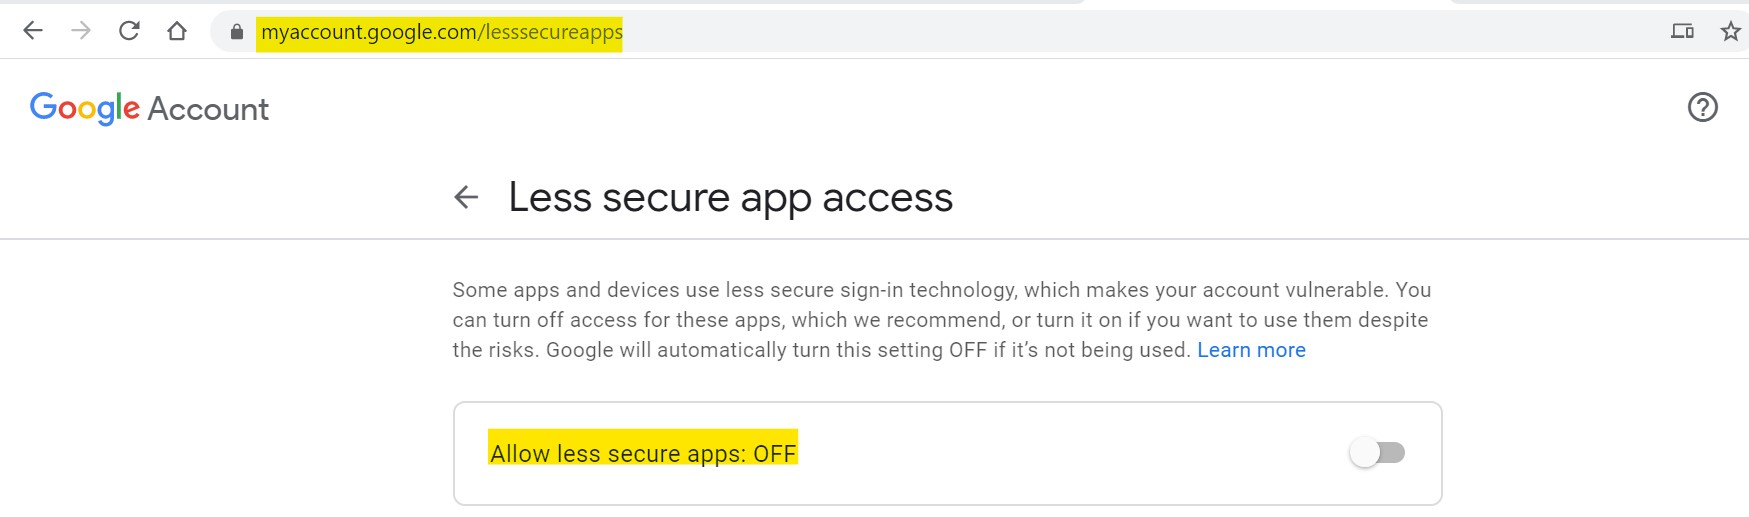 myaccount.google.com/lesssecureapps
Google Account
Less secure app access
Some apps and devices use less secure sign-in technology, which makes your account vulnerable. You
can turn off access for these apps, which we recommend, or turn it on if you want to use them despite
the risks. Google will automatically turn this setting OFF if it’s not being used. Learn more
Allow less secure apps: OFF